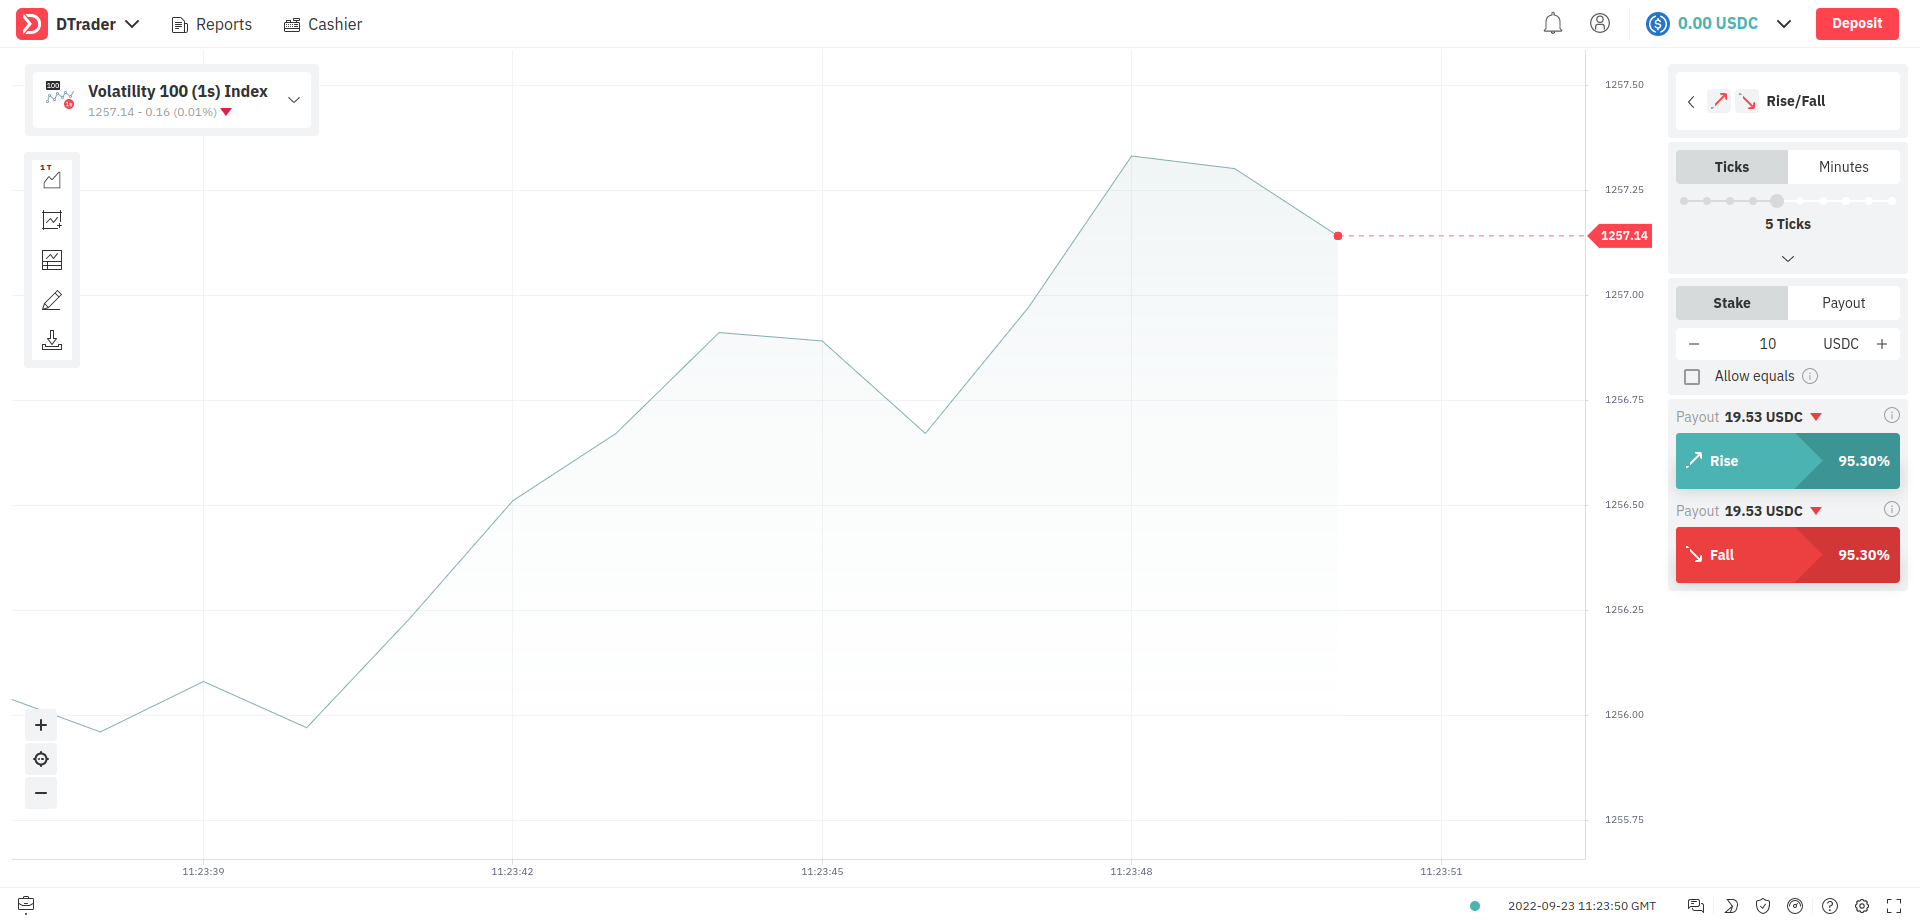 DTrader
Reports
Cashier
0.00 USDC
Deposit
100
1s
Volatility 100 (1s) Index
1257.14 - 0.16 (0.01%)
1 T
1257.50
1257.25
1257.14
1257.00
1256.75
1256.50
1256.25
1256.00
1255.75
11:23:39
11:23:42
11:23:45
11:23:48
11:23:51
Rise/Fall
Ticks Minutes
5 Ticks
Stake Payout
10 USDC
Allow equals
Payout 19.53 USDC
Rise 95.30%
Payout 19.53 USDC
Fall 95.30%
2022-09-23 11:23:50 GMT